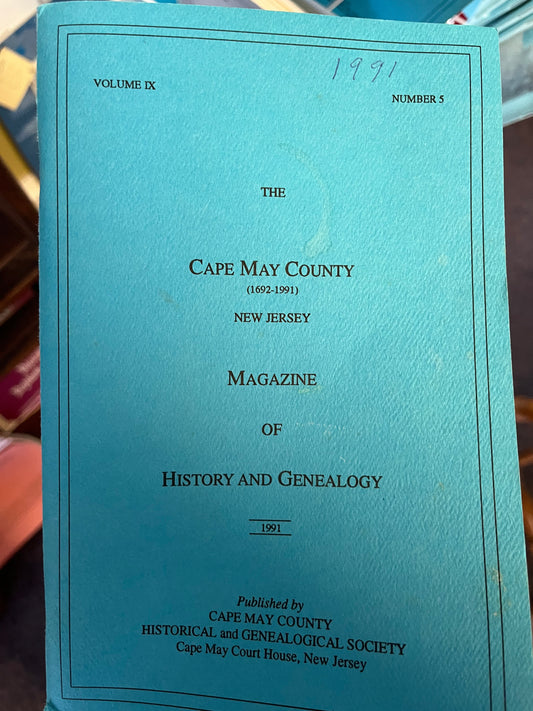 1991
VOLUME IX
NUMBER 5
THE
CAPE MAY COUNTY
(1692-1991)
NEW JERSEY
MAGAZINE
OF
HISTORY AND GENEALOGY
1991
Published by
CAPE MAY COUNTY
HISTORICAL and GENEALOGICAL SOCIETY
Cape May Court House, New Jersey